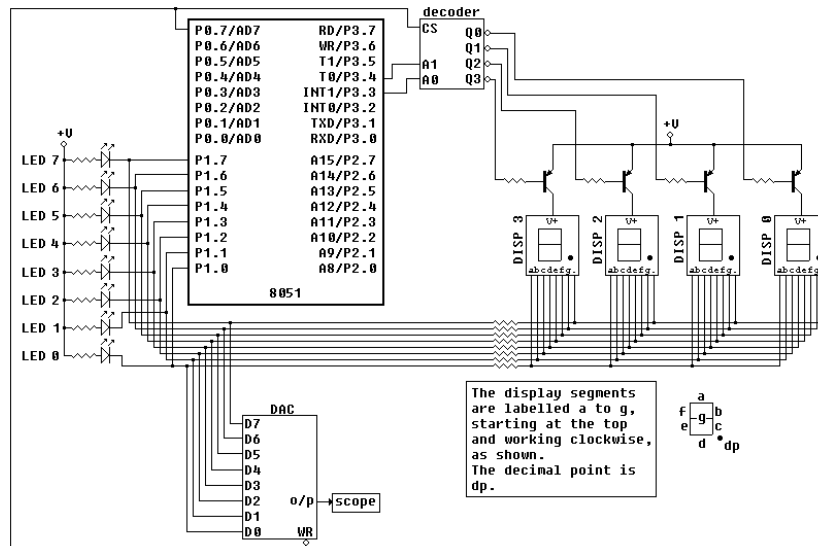 decoder
CS
A1
A0
Q0
Q1
Q2
Q3
P0.7/AD7 RD/P3.7
P0.6/AD6 WR/P3.6
P0.5/AD5 T1/P3.5
P0.4/AD4 T0/P3.4
P0.3/AD3 INT1/P3.3
P0.2/AD2 INT0/P3.2
P0.1/AD1 TXD/P3.1
P0.0/AD0 RXD/P3.0
P1.7 A15/P2.7
P1.6 A14/P2.6
P1.5 A13/P2.5
P1.4 A12/P2.4
P1.3 A11/P2.3
P1.2 A10/P2.2
P1.1 A9/P2.1
P1.0 A8/P2.0
8051
+V
LED 7
LED 6
LED 5
LED 4
LED 3
LED 2
LED 1
LED 0
+V
DISP 3
V+
abcdefg.
DISP 2
V+
abcdefg.
DISP 1
V+
abcdefg.
DISP 0
V+
abcdefg.
DAC
D7
D6
D5
D4
D3
D2
D1
D0
o/p
WR
scope
The display segments
are labelled a to g,
starting at the top
and working clockwise,
as shown.
The decimal point is
dp.
a
f b
g
e c
d
dp